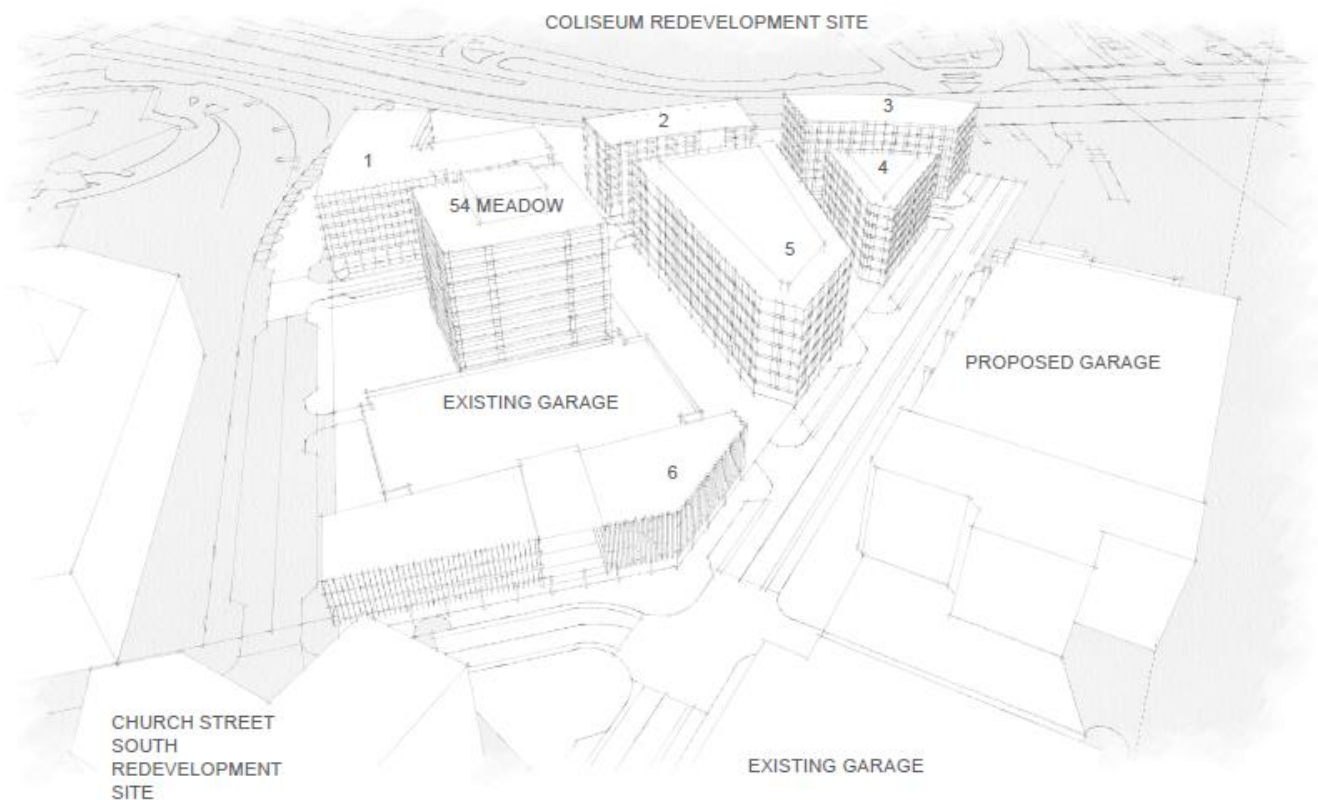 COLISEUM REDEVELOPMENT SITE
3
2
1
4
54 MEADOW
5
PROPOSED GARAGE
EXISTING GARAGE
6
CHURCH STREET
SOUTH
REDEVELOPMENT
SITE
EXISTING GARAGE